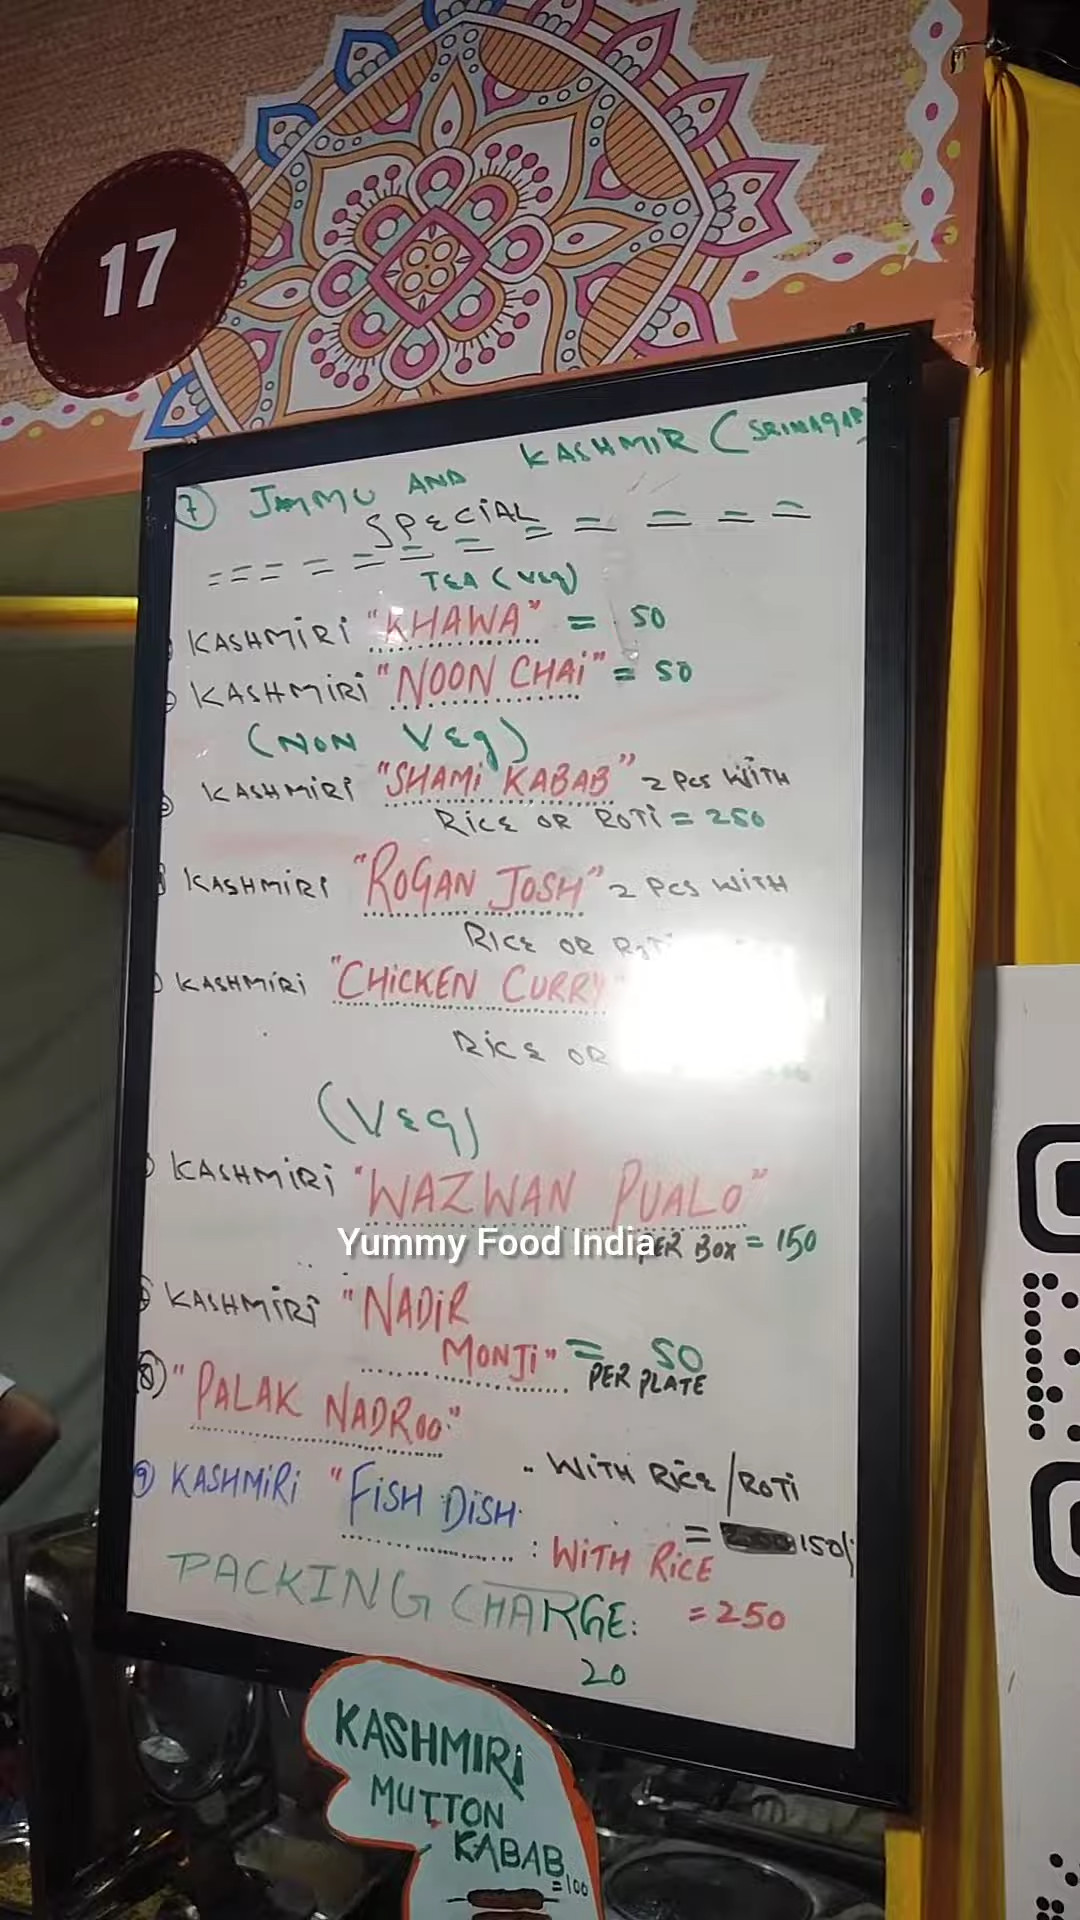 17
7 JAMMU AND KASHMIR (SRINAGAR)
SPECIAL
TEA (Veg)
KASHMIRI "KHAWA" = 50
KASHMIRI "NOON CHAI" = 50
(NON Veg)
KASHMIRI "SHAMI KABAB" 2 PCS WITH
RICE OR ROTI = 250
KASHMIRI "ROGAN JOSH" 2 PCS WITH
RICE OR ROTI
KASHMIRI "CHICKEN CURRY"
RICE OR
(Veg)
KASHMIRI "WAZWAN PUALO"
PER BOX = 150
Yummy Food India
KASHMIRI "NADIR
MONJI" = 50
PER PLATE
8 "PALAK NADROO"
. WITH RICE/ROTI
= 150/
9 KASHMIRI "FISH DISH
: WITH RICE
= 250
PACKING CHARGE:
20
KASHMIRI
MUTTON
KABAB
=100